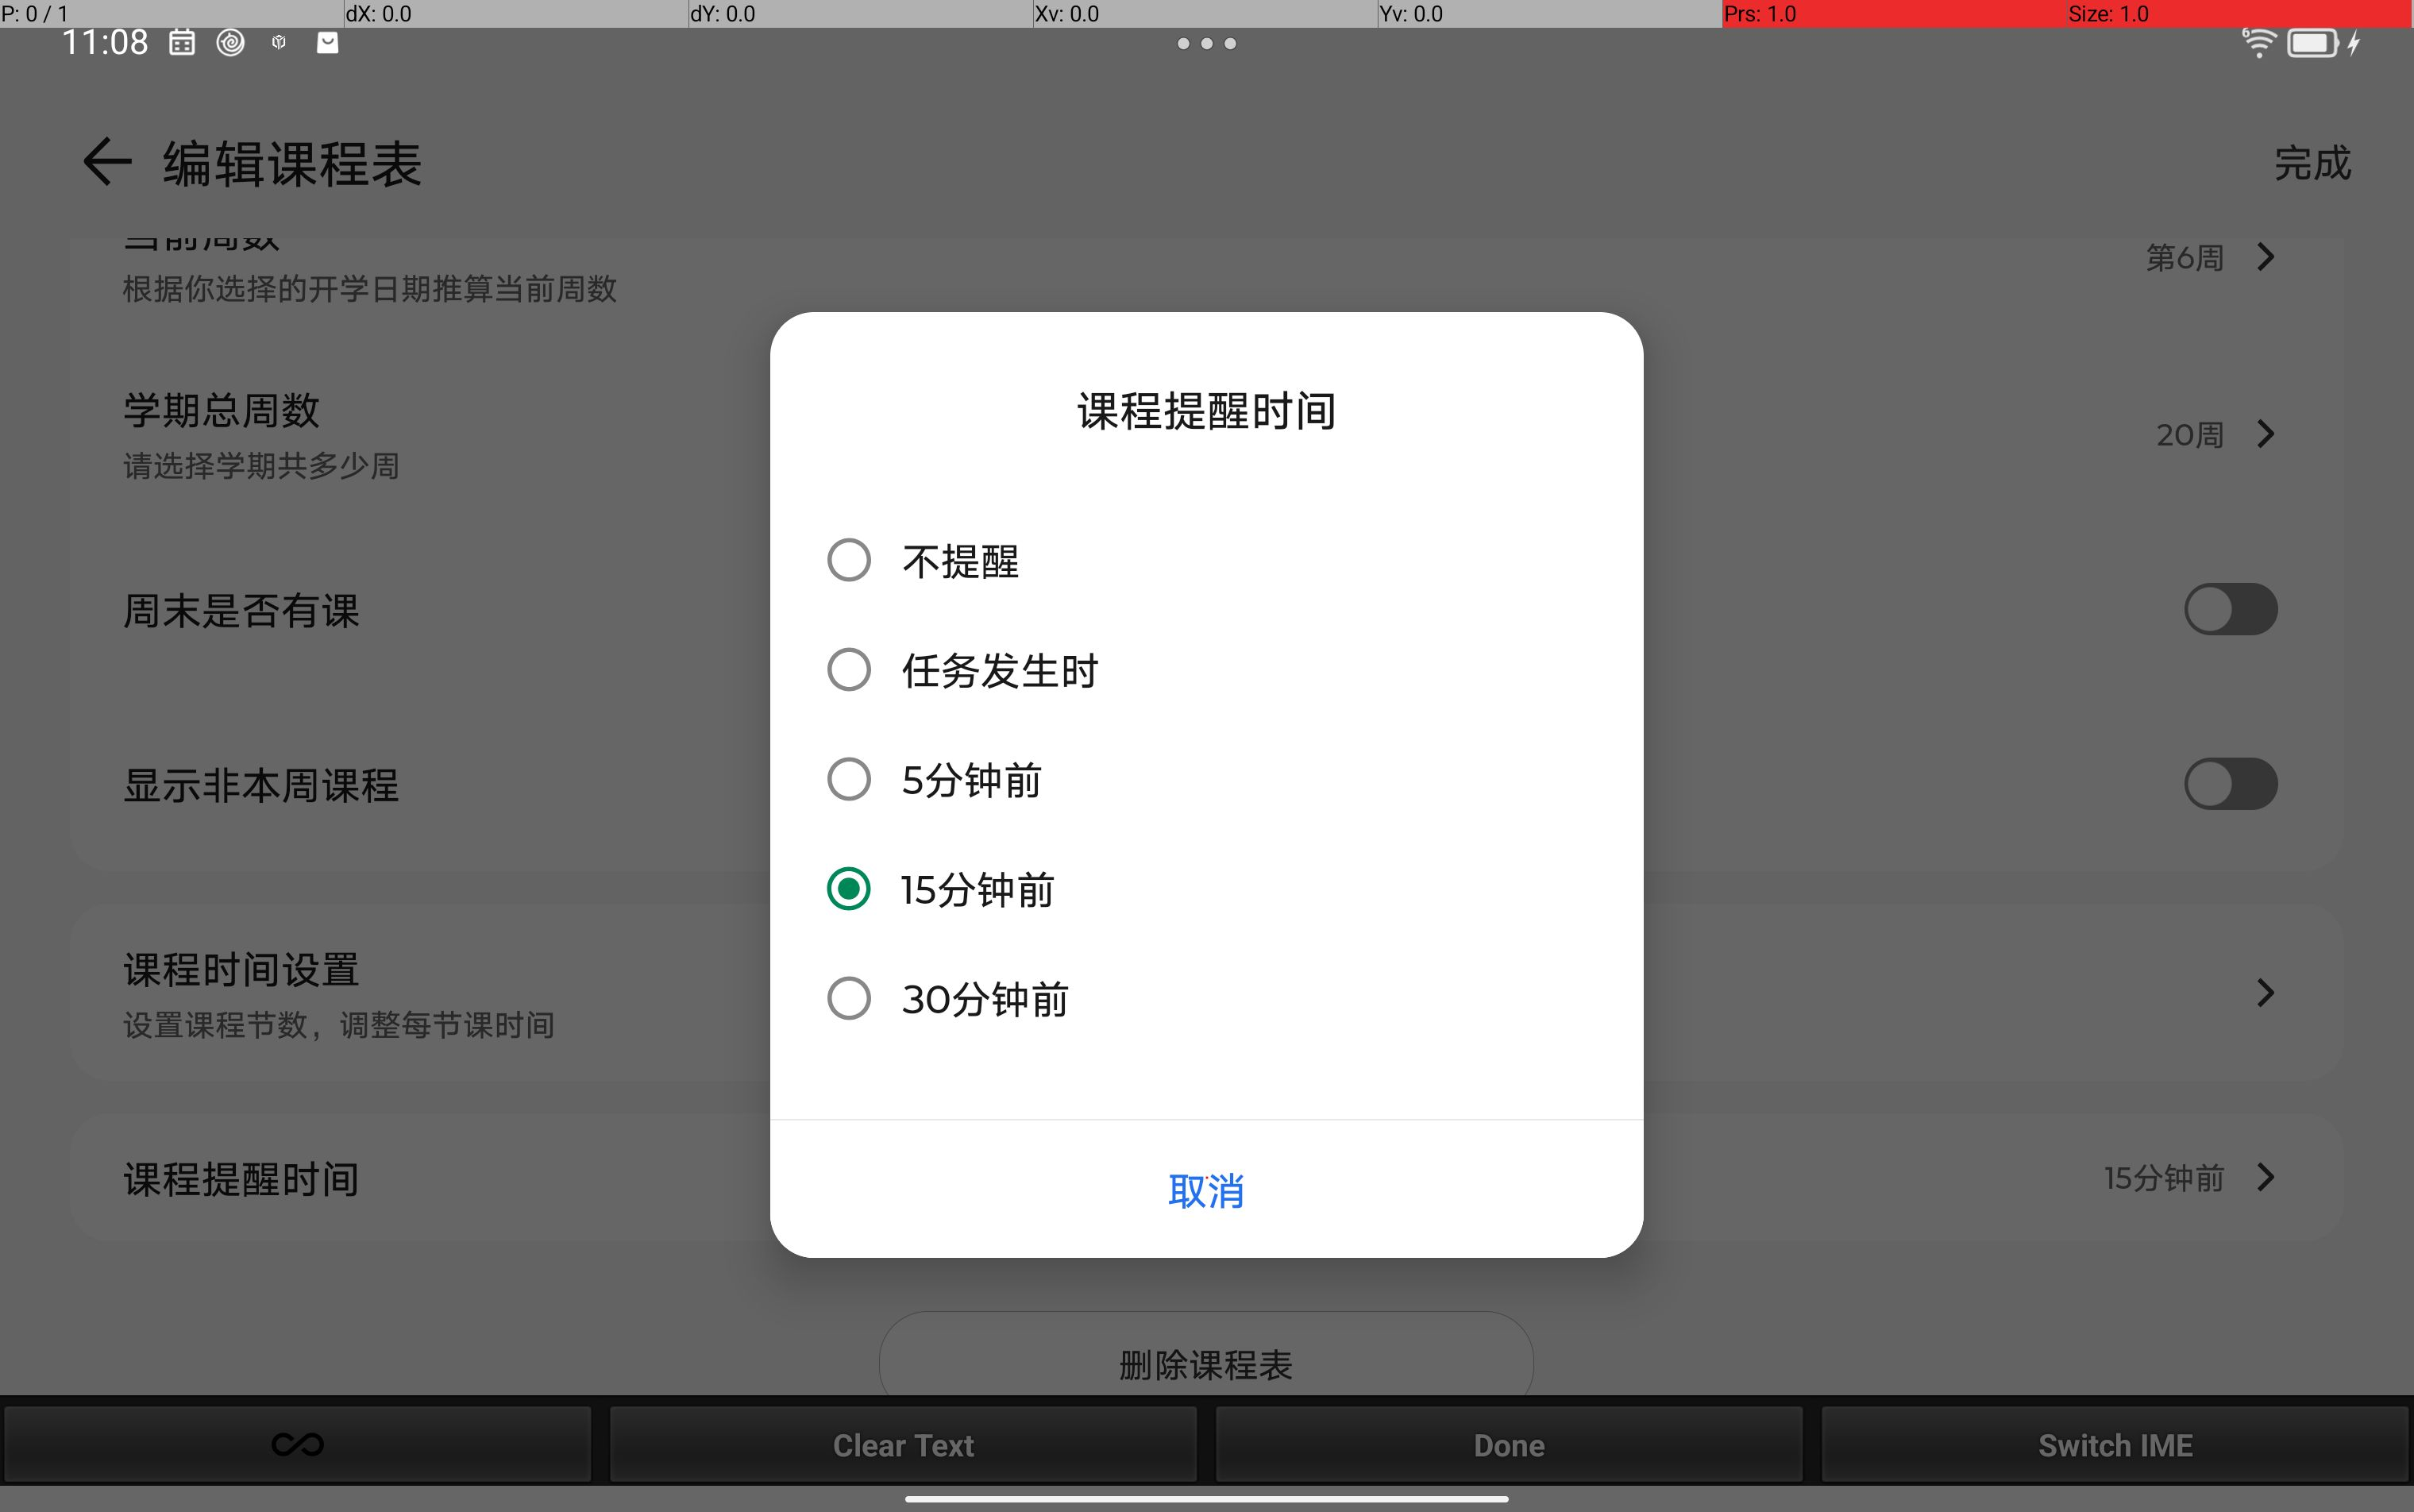 P: 0 / 1 dX: 0.0 dY: 0.0 Xv: 0.0 Yv: 0.0 Prs: 1.0 Size: 1.0
11:08
6
编辑课程表
完成
当前周数
第6周
根据你选择的开学日期推算当前周数
学期总周数
20周
请选择学期共多少周
周末是否有课
显示非本周课程
课程时间设置
设置课程节数，调整每节课时间
课程提醒时间
15分钟前
课程提醒时间
不提醒
任务发生时
5分钟前
15分钟前
30分钟前
取消
删除课程表
Clear Text
Done
Switch IME